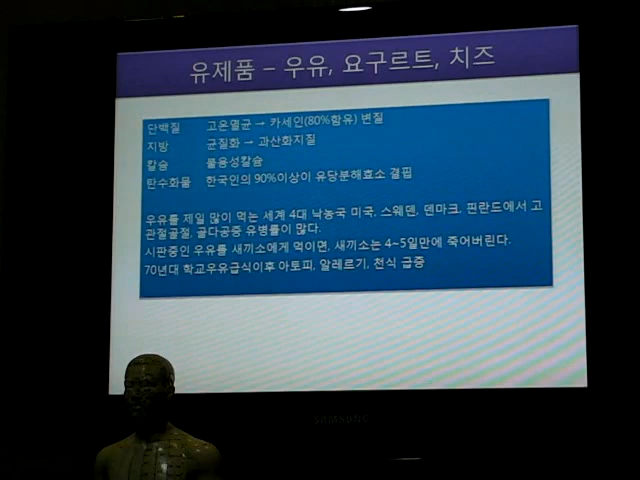 유제품 – 우유, 요구르트, 치즈
단백질 고온멸균 → 카세인(80%함유) 변질
지방 균질화 → 과산화지질
칼슘 불용성칼슘
탄수화물 한국인의 90%이상이 유당분해효소 결핍
우유를 제일 많이 먹는 세계 4대 낙농국 미국, 스웨덴, 덴마크, 핀란드에서 고
관절골절, 골다공증 유병률이 많다.
시판중인 우유를 새끼소에게 먹이면, 새끼소는 4~5일만에 죽어버린다.
70년대 학교우유급식이후 아토피, 알레르기, 천식 급증
SAMSUNG